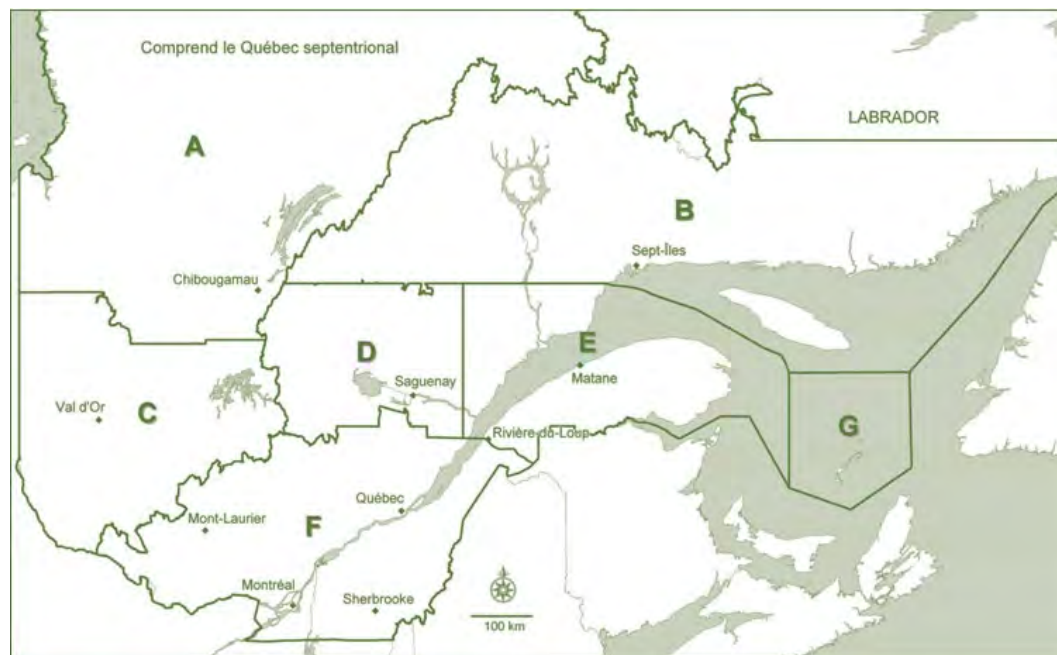 Comprend le Québec septentrional
LABRADOR
A
B
Sept-Îles
Chibougamau
D
E
Saguenay
Matane
Val d'Or
C
G
Rivière-du-Loup
Québec
Mont-Laurier
F
Montréal
Sherbrooke
100 km